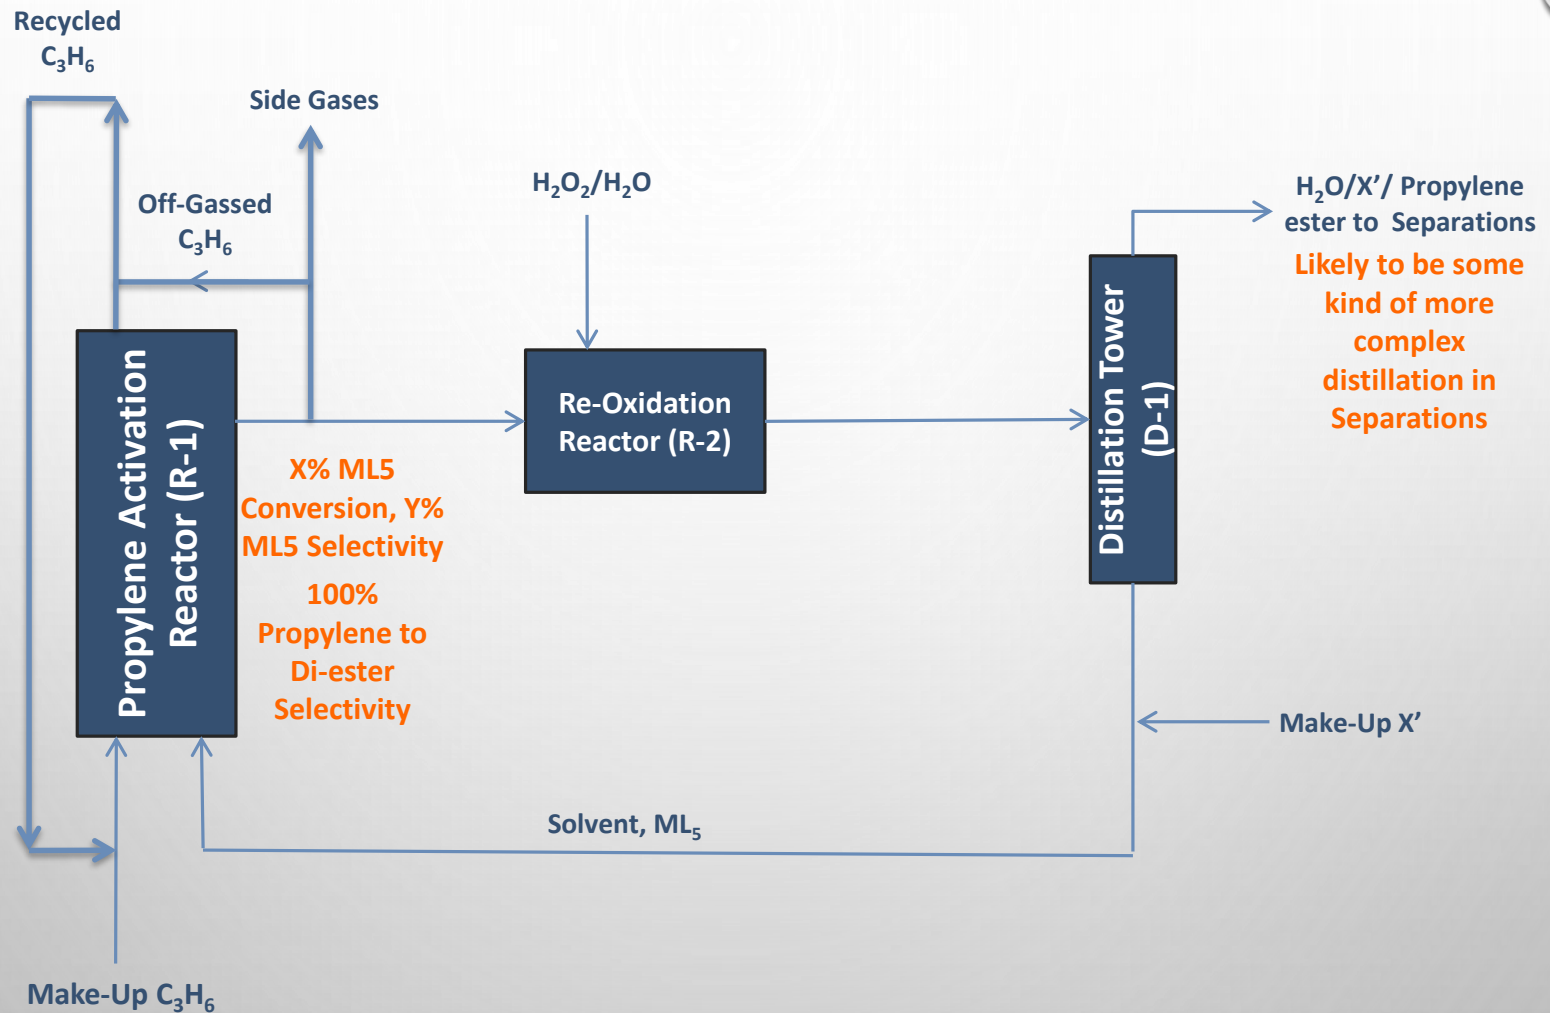 Recycled
C₃H₆
Side Gases
Off-Gassed
C₃H₆
H₂O₂/H₂O
H₂O/X’/ Propylene
ester to Separations
Likely to be some
kind of more
complex
distillation in
Separations
Propylene Activation
Reactor (R-1)
X% ML5
Conversion, Y%
ML5 Selectivity
100%
Propylene to
Di-ester
Selectivity
Re-Oxidation
Reactor (R-2)
Distillation Tower
(D-1)
Make-Up X’
Solvent, ML₅
Make-Up C₃H₆